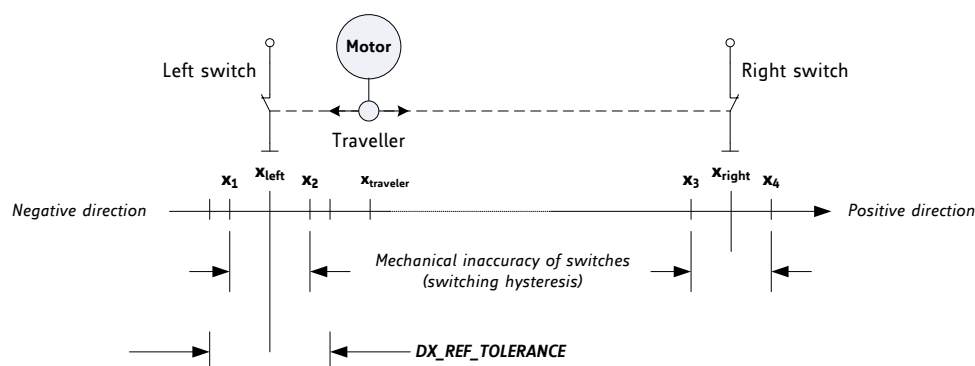 Motor
Left switch
Right switch
Traveller
x1
xleft
x2
xtraveler
x3
xright
x4
Negative direction
Positive direction
Mechanical inaccuracy of switches
(switching hysteresis)
DX_REF_TOLERANCE